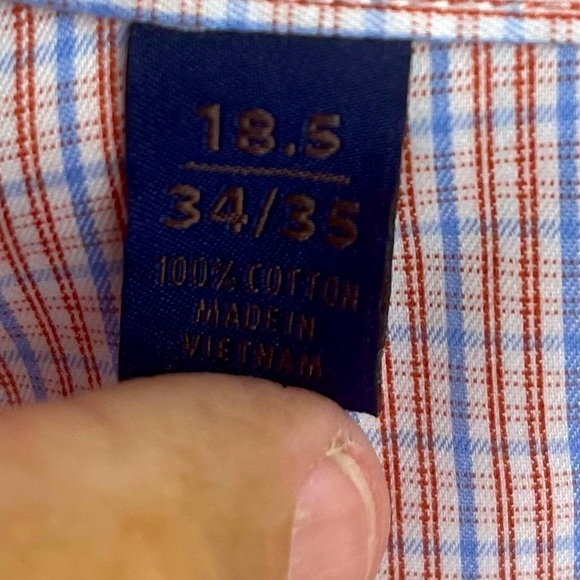 18.5
34/35
100% COTTON
MADE IN
VIETNAM